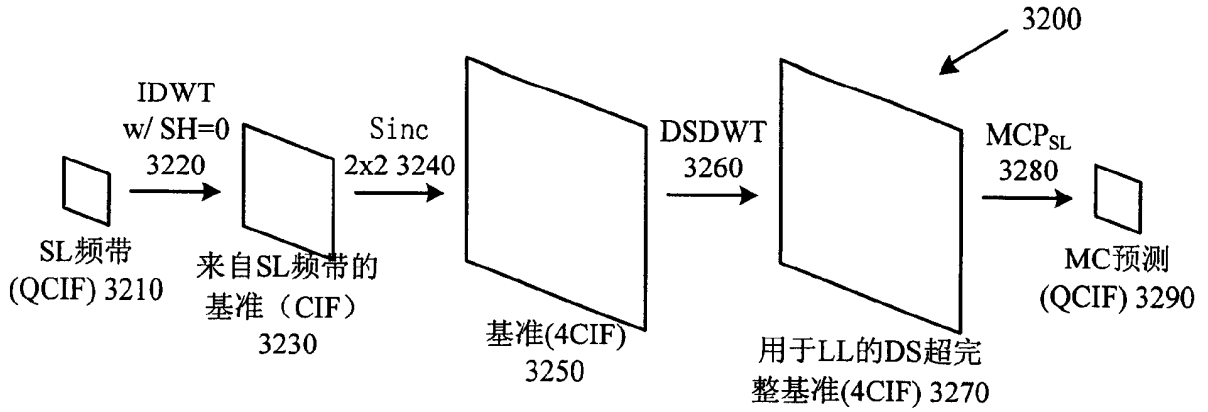 3200
IDWT
w/ SH=0
3220
Sinc
2x2 3240
DSDWT
3260
MCPSL
3280
SL频带
(QCIF) 3210
来自SL频带的
基准（CIF）
3230
基准(4CIF)
3250
用于LL的DS超完
整基准(4CIF) 3270
MC预测
(QCIF) 3290